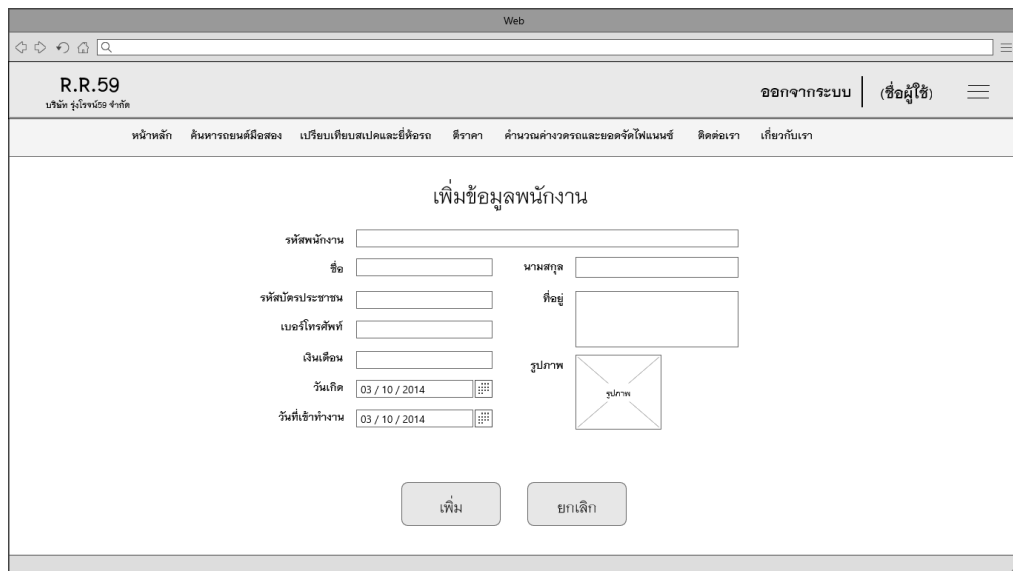 Web
R.R.59
บริษัท รุ่งโรจน์59 จำกัด
ออกจากระบบ (ชื่อผู้ใช้)
หน้าหลัก ค้นหารถยนต์มือสอง เปรียบเทียบสเปคและยี่ห้อรถ ตีราคา คำนวณค่างวดรถและยอดจัดไฟแนนซ์ ติดต่อเรา เกี่ยวกับเรา
เพิ่มข้อมูลพนักงาน
รหัสพนักงาน
ชื่อ นามสกุล
รหัสบัตรประชาชน ที่อยู่
เบอร์โทรศัพท์
เงินเดือน รูปภาพ
วันเกิด 03 / 10 / 2014 รูปภาพ
วันที่เข้าทำงาน 03 / 10 / 2014
เพิ่ม ยกเลิก